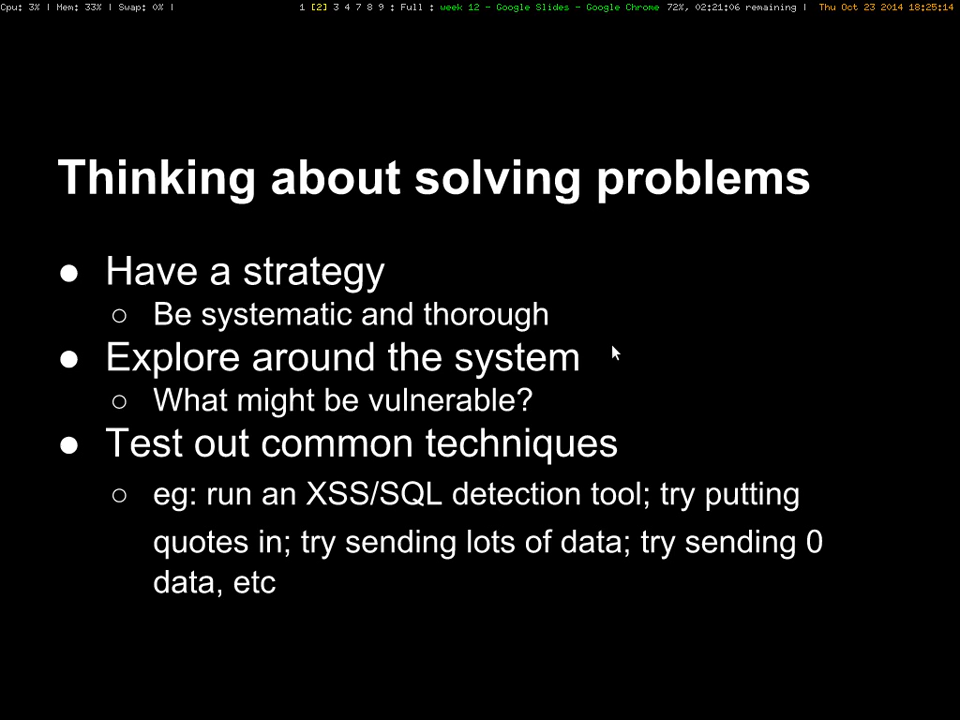 Cpu: 3% | Mem: 33% | Swap: 0% | 1 [2] 3 4 7 8 9 : Full : week 12 - Google Slides - Google Chrome 72%, 02:21:06 remaining | Thu Oct 23 2014 18:25:14
Thinking about solving problems
● Have a strategy
○ Be systematic and thorough
● Explore around the system
○ What might be vulnerable?
● Test out common techniques
○ eg: run an XSS/SQL detection tool; try putting
quotes in; try sending lots of data; try sending 0
data, etc